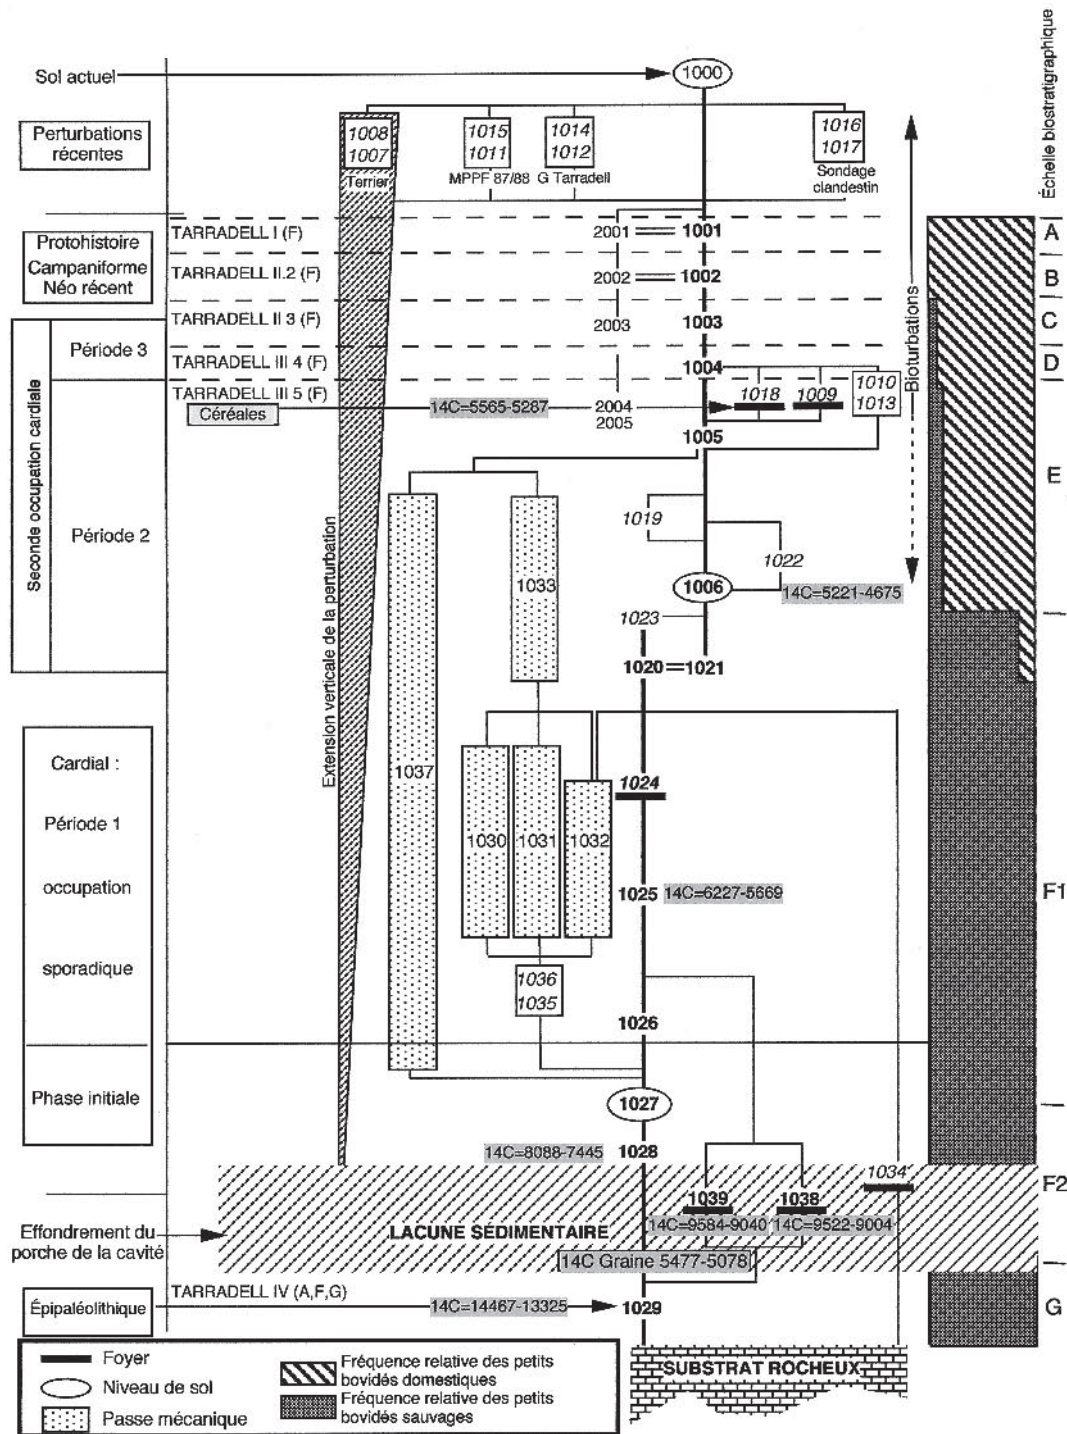 Échelle biostratigraphique
Sol actuel
1000
Perturbations
récentes
1008
1007
Terrier
1015
1011
MPPF 87/88
1014
1012
G Tarradell
1016
1017
Sondage
clandestin
Bioturbations
Protohistoire
Campaniforme
Néo récent
TARRADELL I (F)
2001
1001
A
TARRADELL II.2 (F)
2002
1002
B
TARRADELL II 3 (F)
2003
1003
C
Seconde occupation cardiale
Période 3
TARRADELL III 4 (F)
1004
D
TARRADELL III 5 (F)
Céréales
14C=5565-5287
2004
2005
1018
1009
1010
1013
1005
E
Période 2
Extension verticale de la perturbation
1033
1019
1022
1006
14C=5221-4675
1023
1020
1021
Cardial :
Période 1
occupation
sporadique
1037
1030
1031
1032
1024
1025
14C=6227-5669
F1
1036
1035
1026
Phase initiale
1027
14C=8088-7445
1028
1034
F2
1039
1038
Effondrement du
porche de la cavité
LACUNE SÉDIMENTAIRE
14C=9584-9040
14C=9522-9004
14C Graine 5477-5078
TARRADELL IV (A,F,G)
Épipaléolithique
14C=14467-13325
1029
G
SUBSTRAT ROCHEUX
Foyer
Niveau de sol
Passe mécanique
Fréquence relative des petits
bovidés domestiques
Fréquence relative des petits
bovidés sauvages